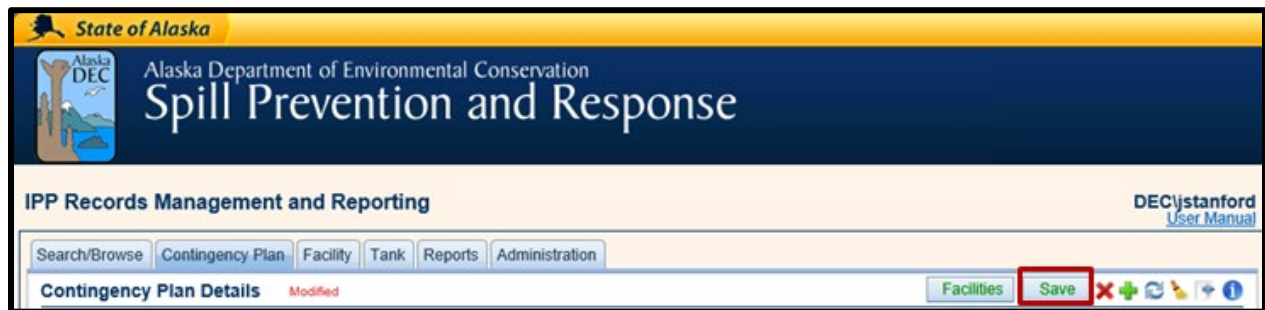 State of Alaska
Alaska
DEC
Alaska Department of Environmental Conservation
Spill Prevention and Response
IPP Records Management and Reporting
DEC\jstanford
User Manual
Search/Browse Contingency Plan Facility Tank Reports Administration
Contingency Plan Details Modified Facilities Save